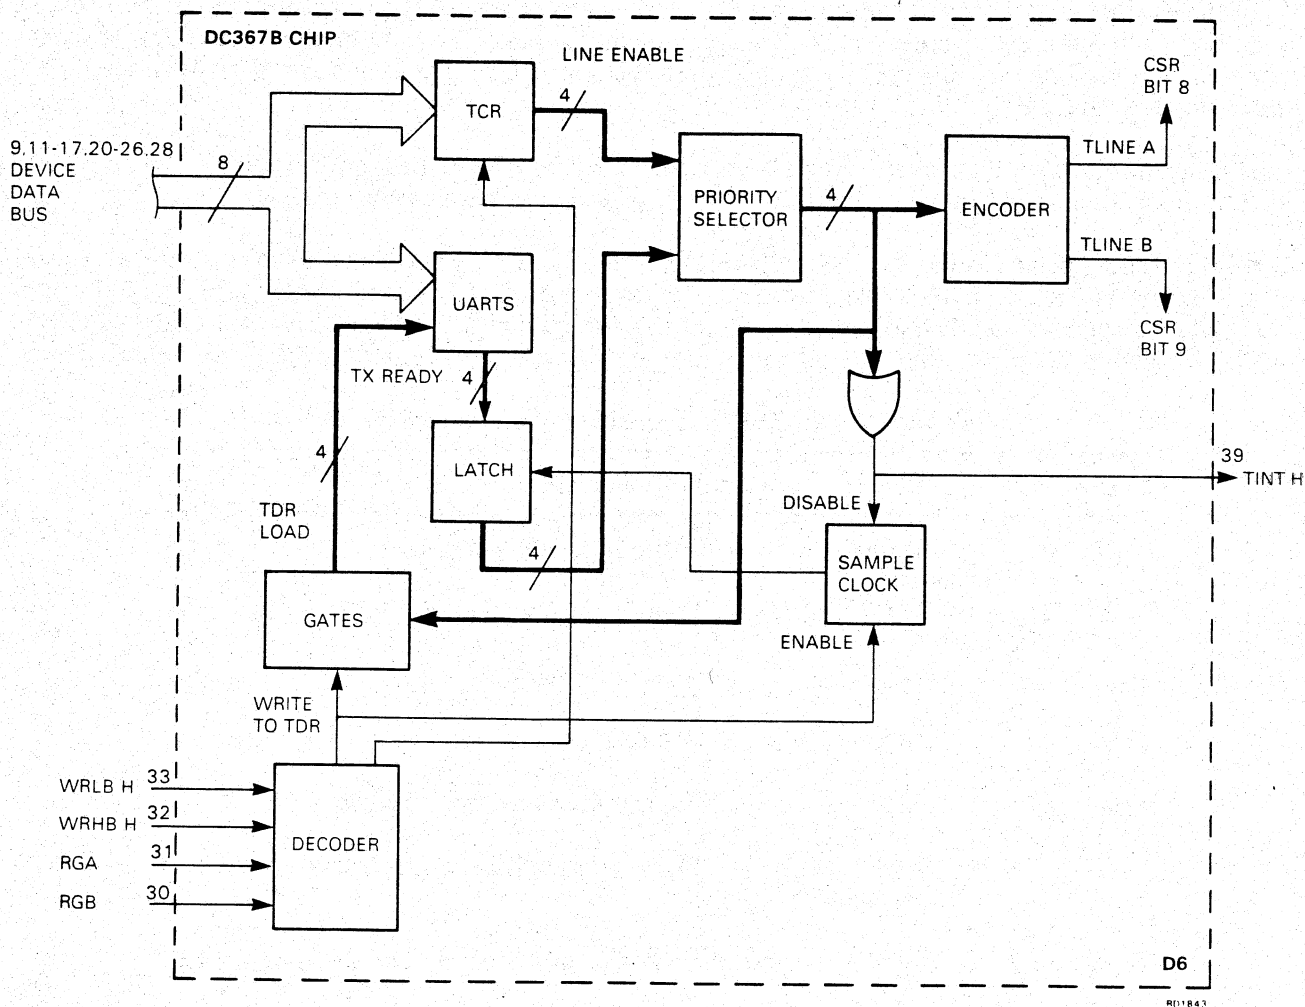 DC367B CHIP
LINE ENABLE
CSR
BIT 8
4
TCR
9,11-17,20-26,28
DEVICE
DATA
BUS
8
TLINE A
PRIORITY
SELECTOR
4
ENCODER
TLINE B
UARTS
CSR
BIT 9
TX READY
4
4
LATCH
39
TINT H
DISABLE
TDR
LOAD
4
SAMPLE
CLOCK
GATES
ENABLE
WRITE
TO TDR
WRLB H
33
WRHB H
32
RGA
31
RGB
30
DECODER
D6
RD1843